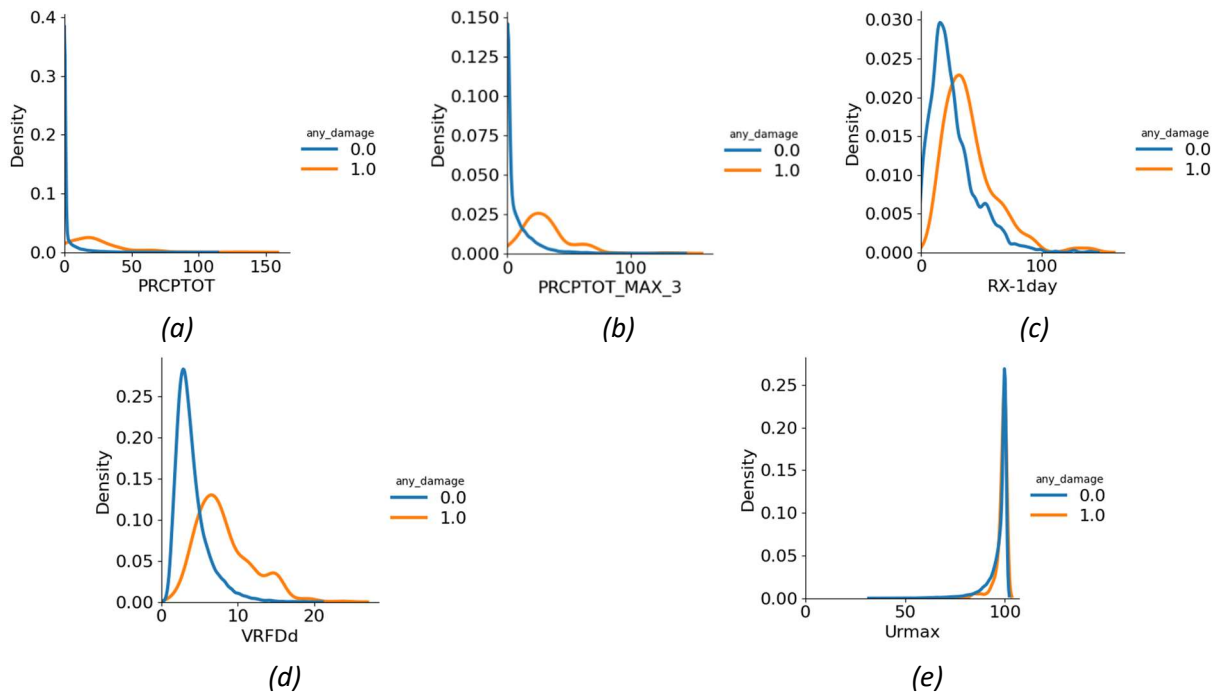 0.4
0.3
0.2
0.1
0.0
Density
0
50
100
150
PRCPTOT
any_damage
0.0
1.0
(a)
0.150
0.125
0.100
0.075
0.050
0.025
0.000
Density
0
100
PRCPTOT_MAX_3
any_damage
0.0
1.0
(b)
0.030
0.025
0.020
0.015
0.010
0.005
0.000
Density
0
100
RX-1day
any_damage
0.0
1.0
(c)
0.25
0.20
0.15
0.10
0.05
0.00
Density
0
10
20
VRFDd
any_damage
0.0
1.0
(d)
0.25
0.20
0.15
0.10
0.05
0.00
Density
0
50
100
Urmax
any_damage
0.0
1.0
(e)